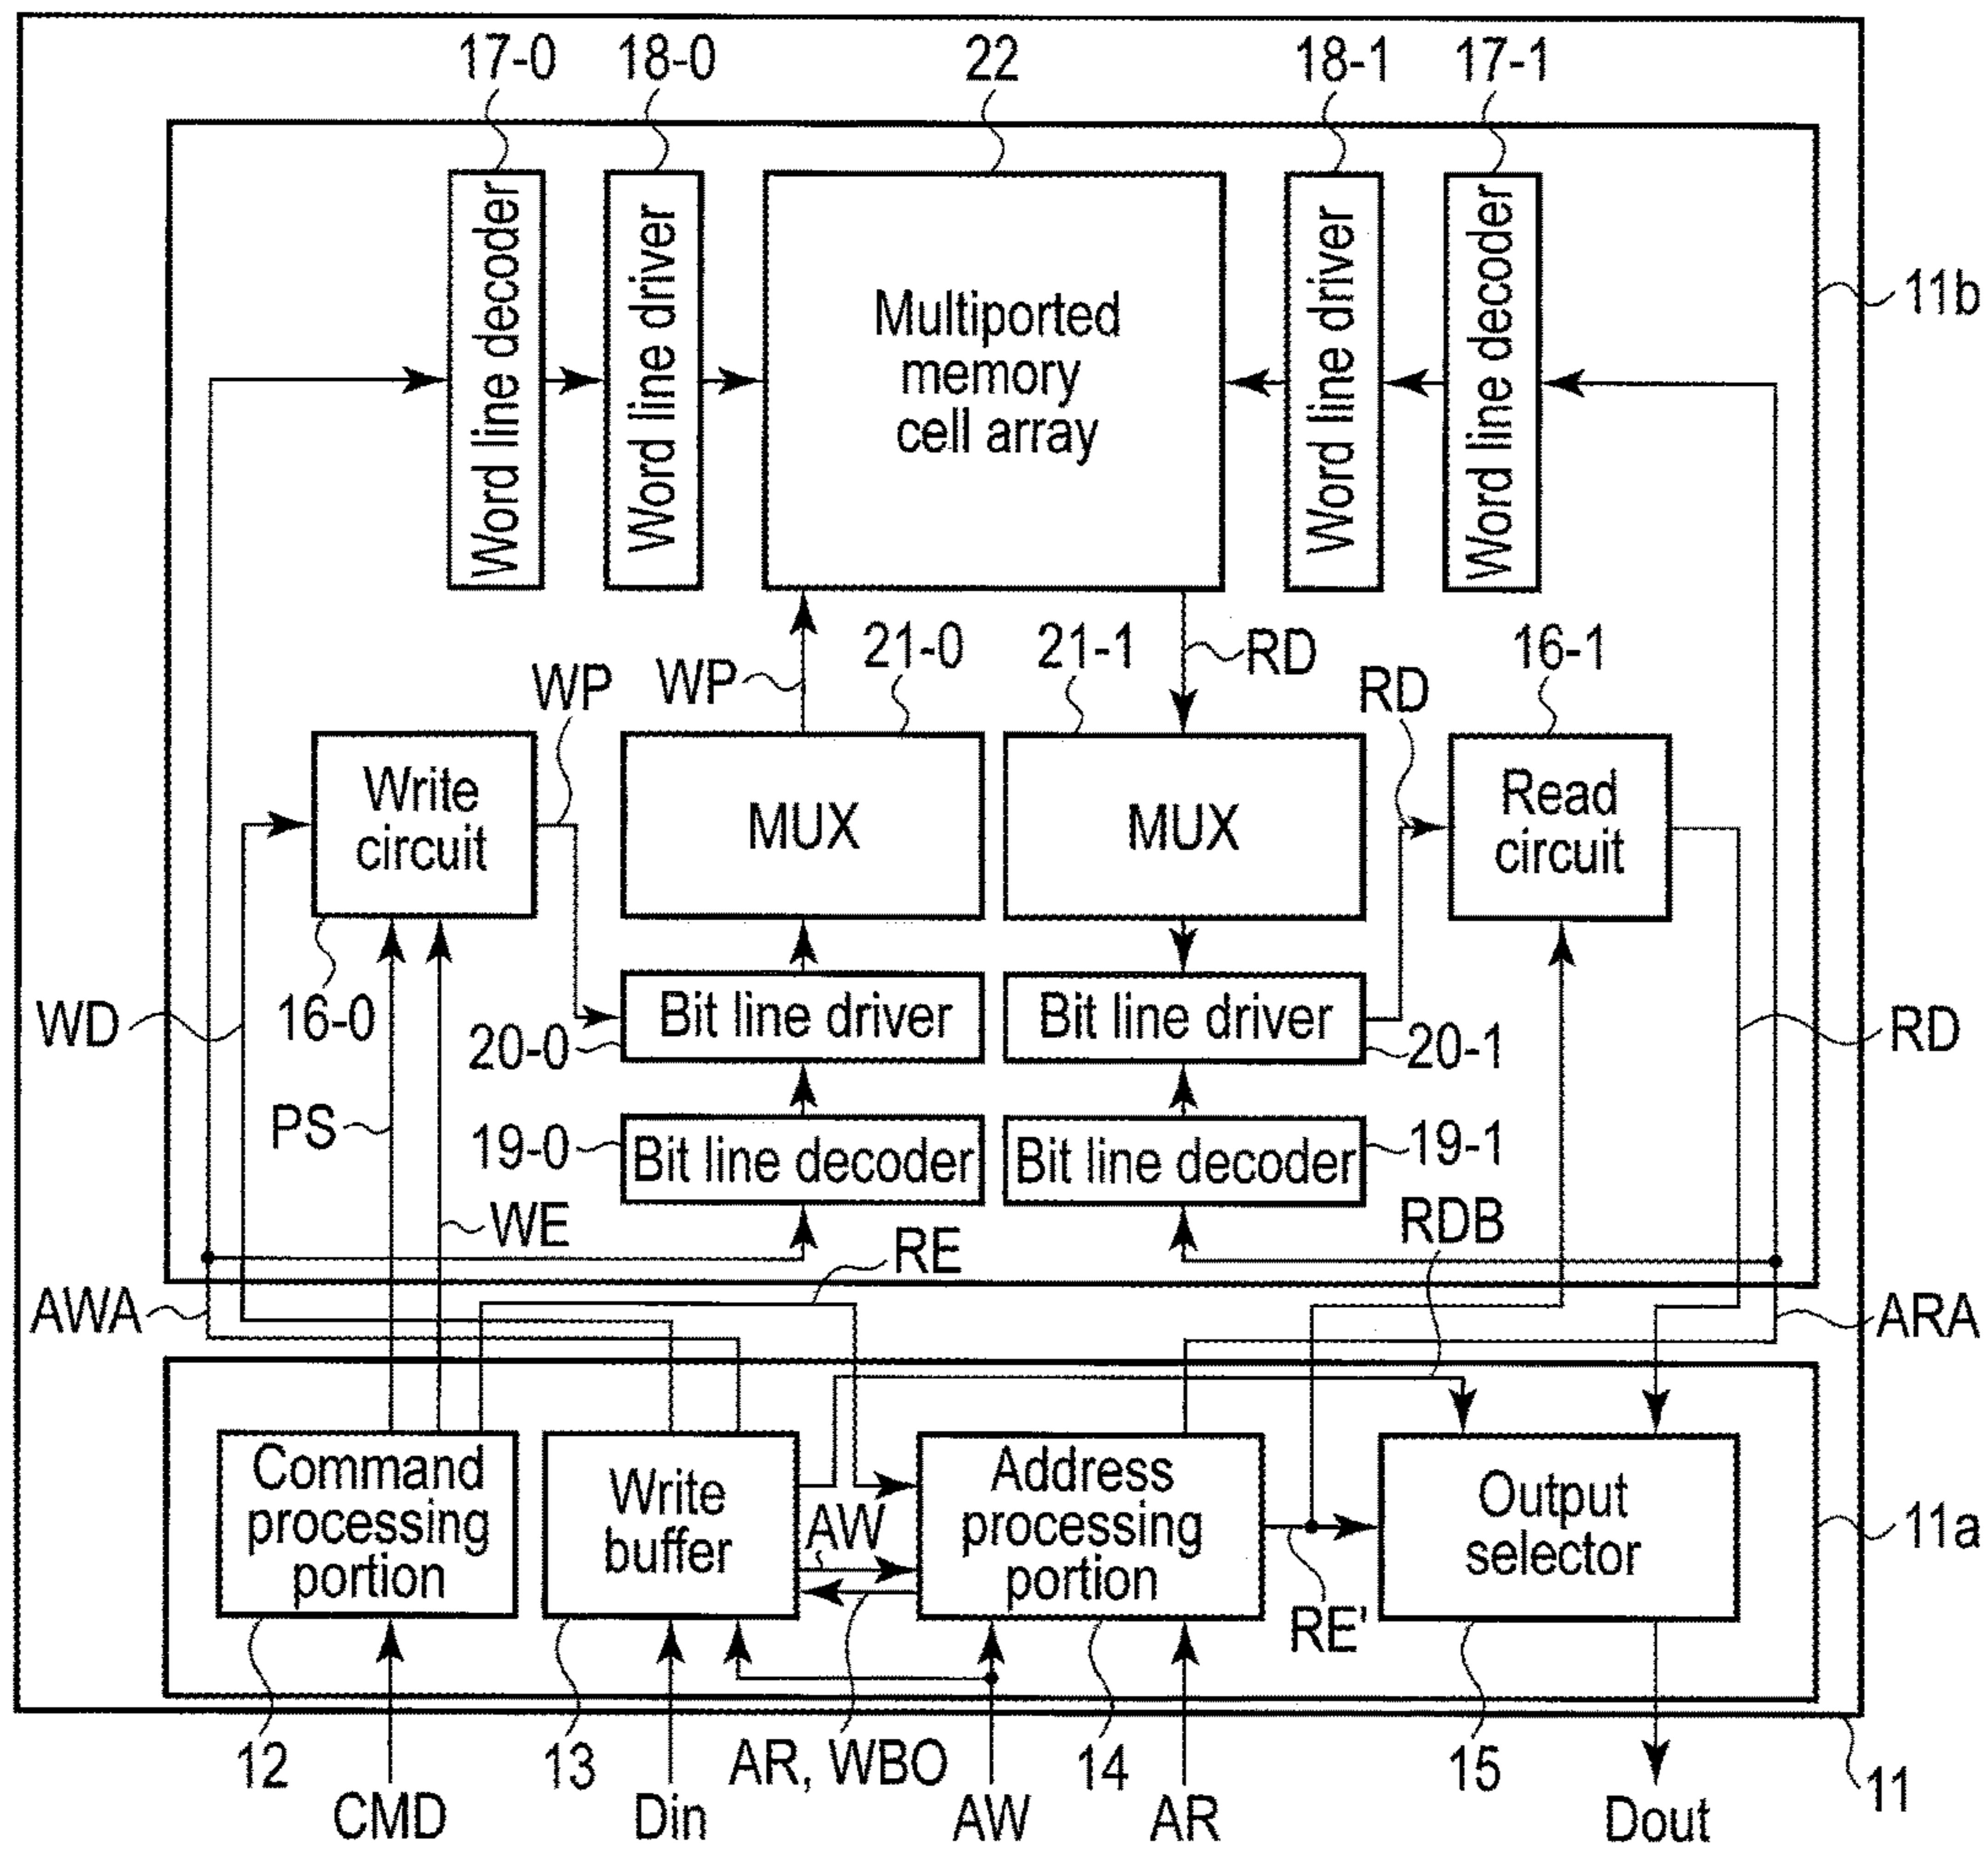 17-0 18-0 22 18-1 17-1
Word line decoder
Word line driver
Multiported
memory
cell array
Word line driver
Word line decoder
11b
WP WP 21-0 21-1 RD RD 16-1
Write
circuit
MUX
MUX
Read
circuit
WD 16-0 20-0 Bit line driver Bit line driver 20-1 RD
PS 19-0 Bit line decoder Bit line decoder 19-1
WE RE RDB
AWA ARA
Command
processing
portion
Write
buffer
AW
Address
processing
portion
RE'
Output
selector
11a
12 13 AR, WBO 14 15 11
CMD Din AW AR Dout